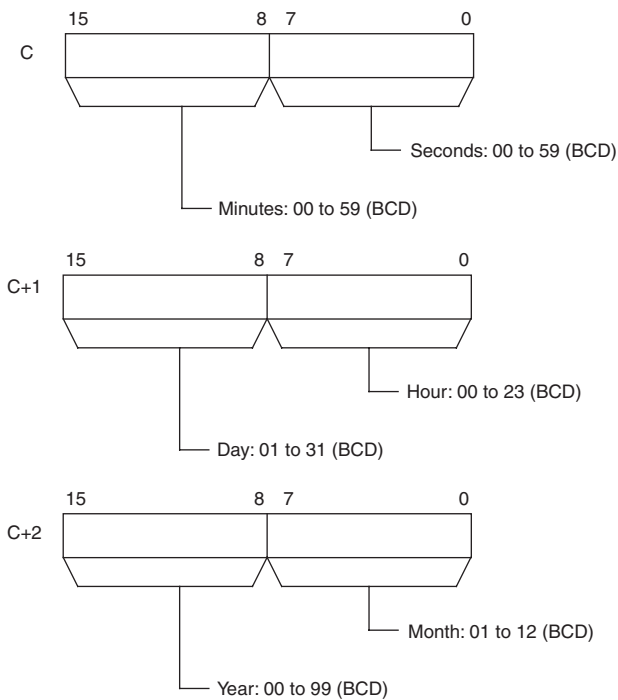 15 8 7 0
C
Seconds: 00 to 59 (BCD)
Minutes: 00 to 59 (BCD)
15 8 7 0
C+1
Hour: 00 to 23 (BCD)
Day: 01 to 31 (BCD)
15 8 7 0
C+2
Month: 01 to 12 (BCD)
Year: 00 to 99 (BCD)